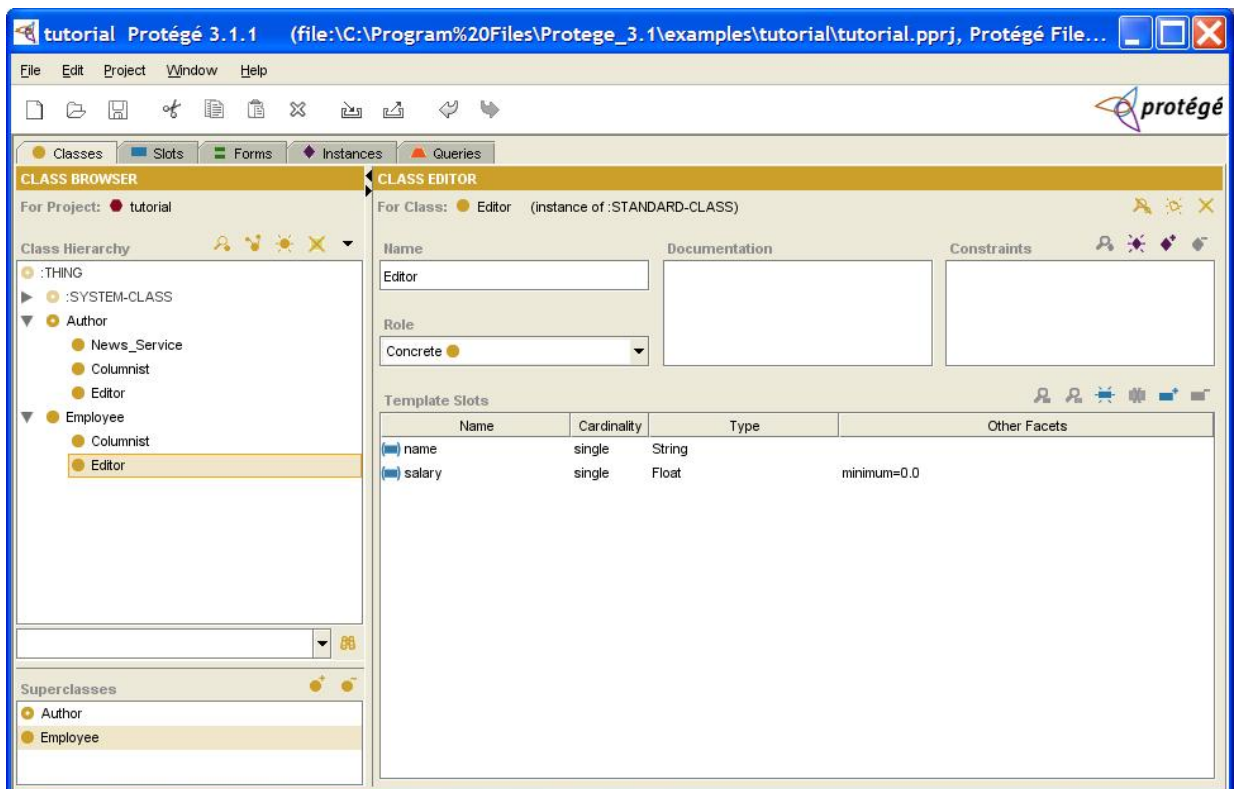 tutorial Protégé 3.1.1 (file:\C:\Program%20Files\Protege_3.1\examples\tutorial\tutorial.pprj, Protégé File...
File Edit Project Window Help
protégé
Classes Slots Forms Instances Queries
CLASS BROWSER
For Project: tutorial
Class Hierarchy
:THING
:SYSTEM-CLASS
Author
News_Service
Columnist
Editor
Employee
Columnist
Editor
Superclasses
Author
Employee
CLASS EDITOR
For Class: Editor (instance of :STANDARD-CLASS)
Name Documentation Constraints
Editor
Role
Concrete
Template Slots
Name Cardinality Type Other Facets
name single String
salary single Float minimum=0.0